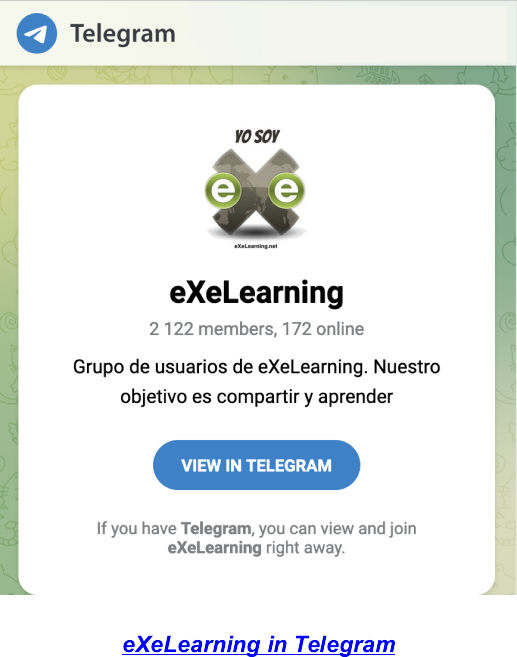 Telegram
YO SOY
e e
eXeLearning.net
eXeLearning
2 122 members, 172 online
Grupo de usuarios de eXeLearning. Nuestro
objetivo es compartir y aprender
VIEW IN TELEGRAM
If you have Telegram, you can view and join
eXeLearning right away.
eXeLearning in Telegram